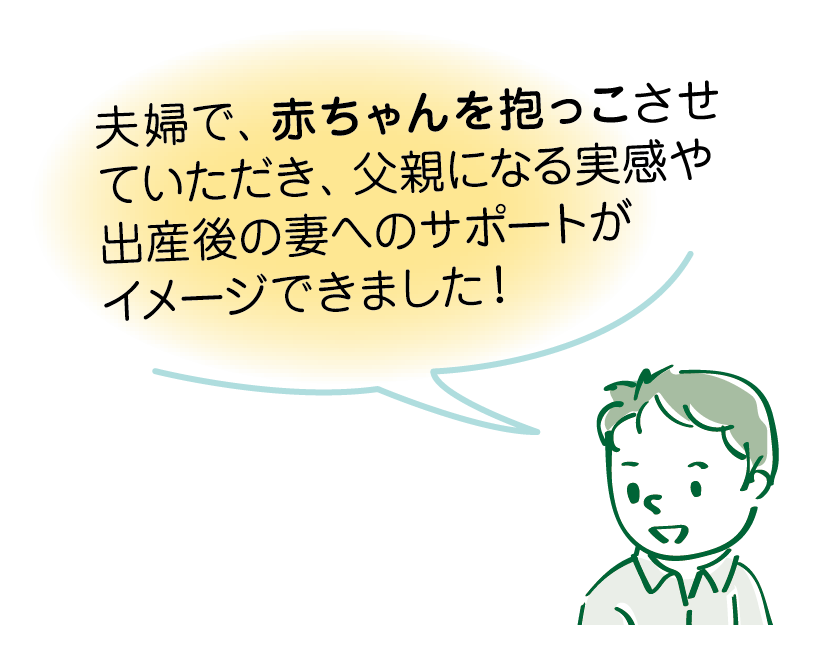 夫婦で、赤ちゃんを抱っこさせ
ていただき、父親になる実感や
出産後の妻へのサポートが
イメージできました！